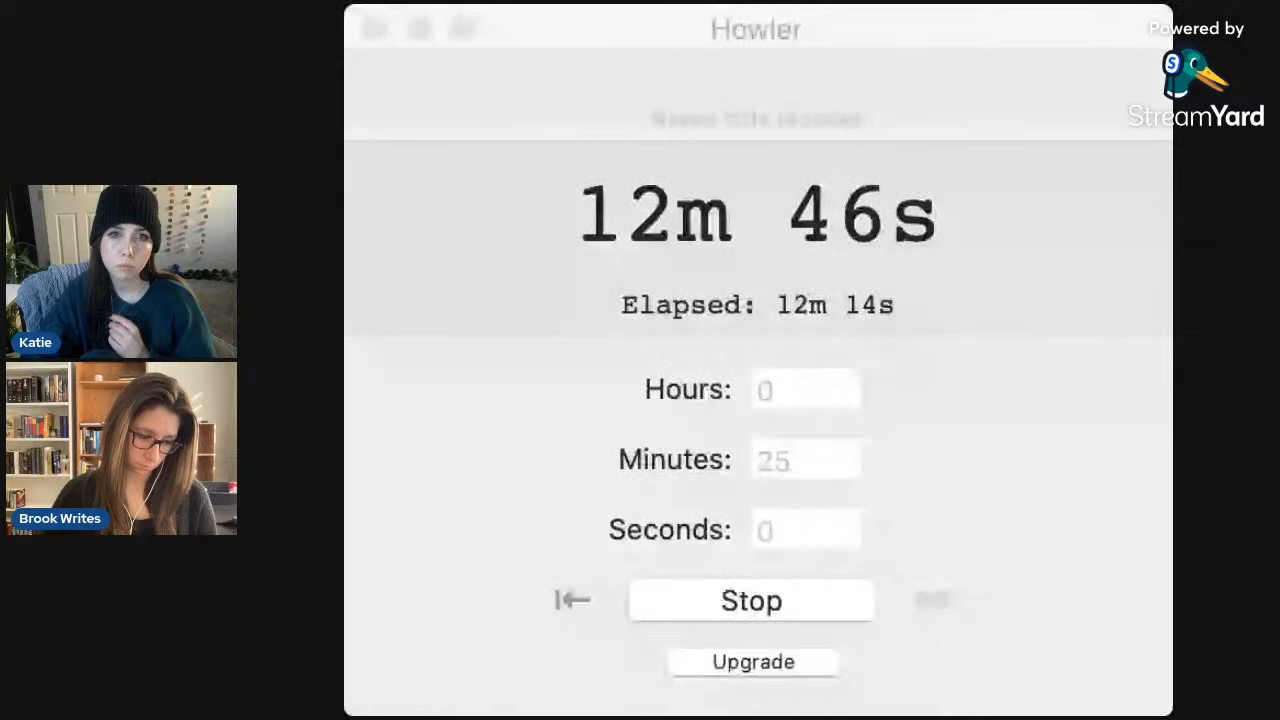 Howler
Powered by
StreamYard
12m 46s
Elapsed: 12m 14s
Hours: 0
Minutes: 25
Seconds: 0
Stop
Upgrade
Katie
Brook Writes